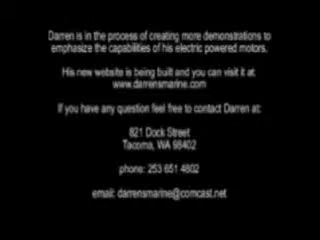 Darren is in the process of creating more demonstrations to
emphasize the capabilities of his electric powered motors.
His new website is being built and you can visit it at:
www.darrensmarine.com
If you have any question feel free to contact Darren at:
821 Dock Street
Tacoma, WA 98402
phone: 253 651 4802
email: darrensmarine@comcast.net